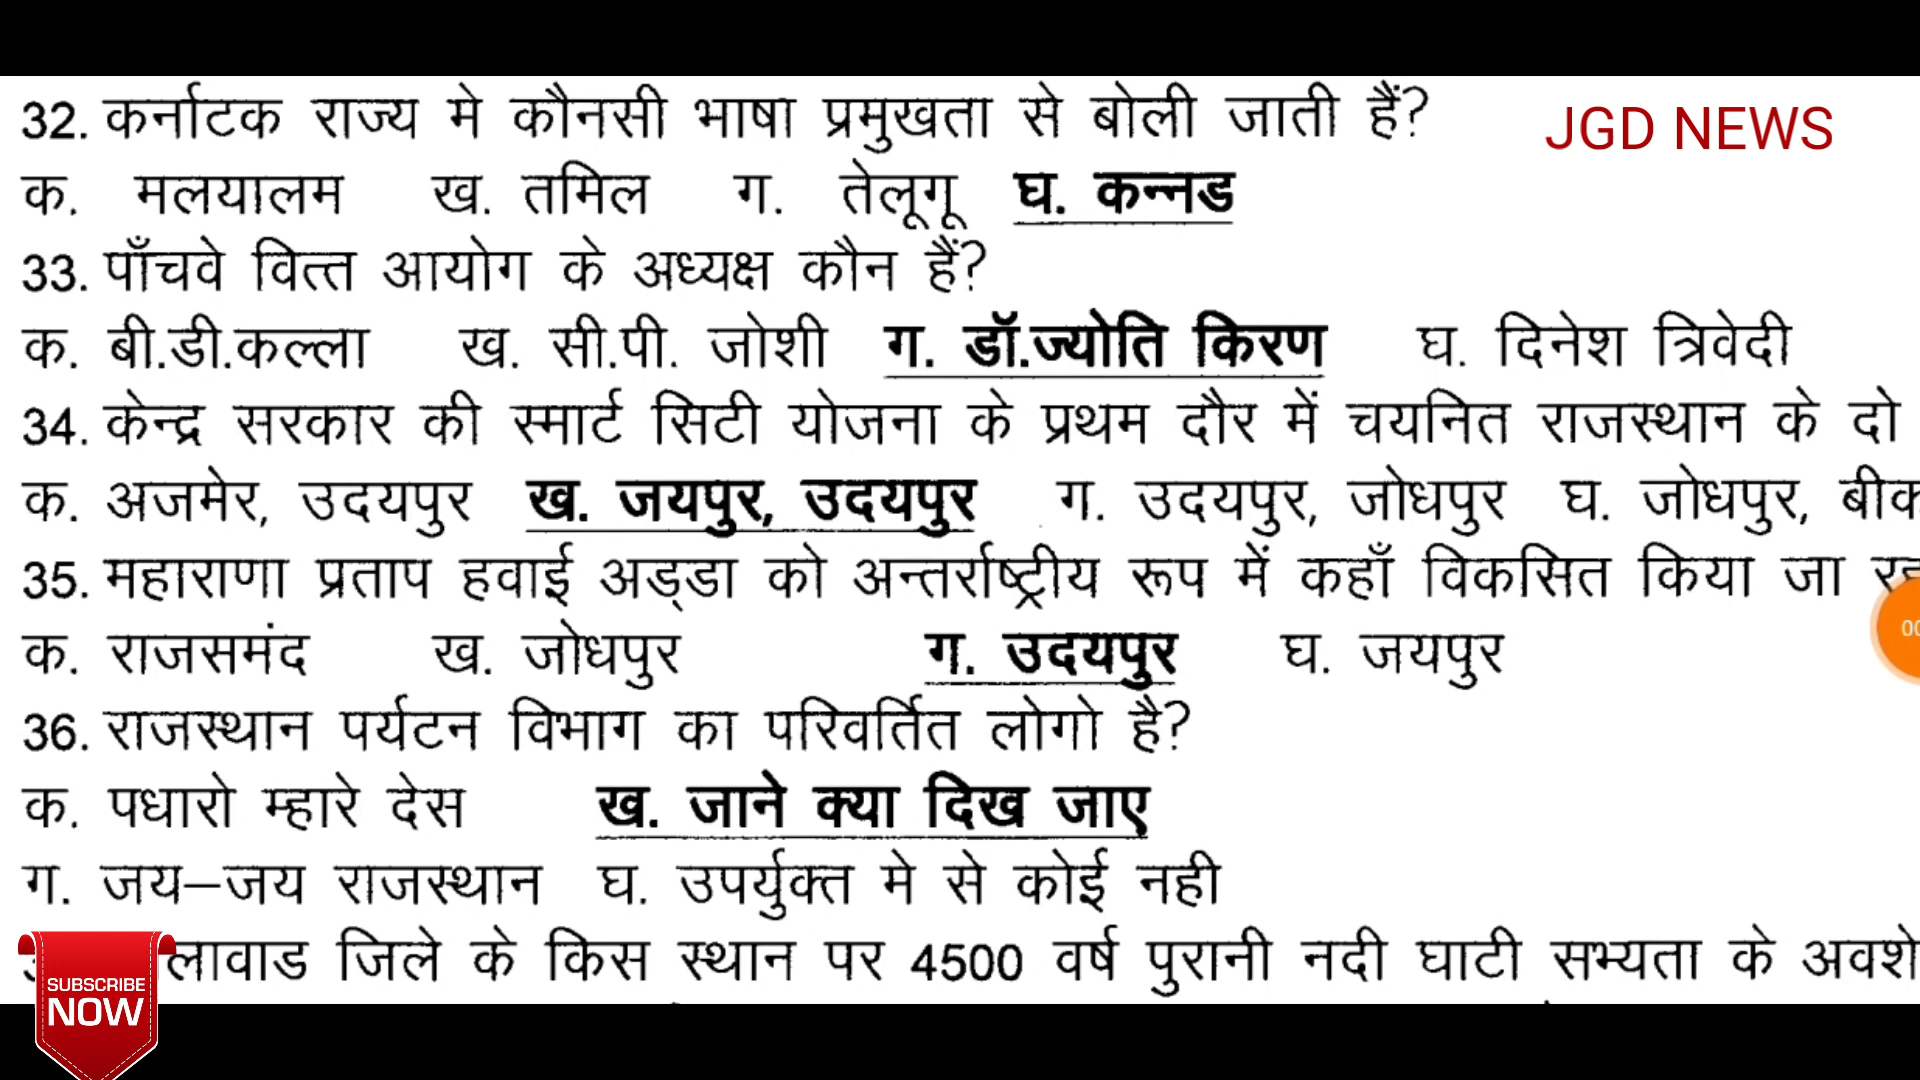 32. कर्नाटक राज्य मे कौनसी भाषा प्रमुखता से बोली जाती हैं?
JGD NEWS
क. मलयालम ख. तमिल ग. तेलूगू घ. कन्नड
33. पाँचवे वित्त आयोग के अध्यक्ष कौन हैं?
क. बी.डी.कल्ला ख. सी.पी. जोशी ग. डॉ.ज्योति किरण घ. दिनेश त्रिवेदी
34. केन्द्र सरकार की स्मार्ट सिटी योजना के प्रथम दौर में चयनित राजस्थान के दो
क. अजमेर, उदयपुर ख. जयपुर, उदयपुर ग. उदयपुर, जोधपुर घ. जोधपुर,
35. महाराणा प्रताप हवाई अड्डा को अन्तर्राष्ट्रीय रूप में कहाँ विकसित किया जा
क. राजसमंद ख. जोधपुर ग. उदयपुर घ. जयपुर
36. राजस्थान पर्यटन विभाग का परिवर्तित लोगो है?
क. पधारो म्हारे देस ख. जाने क्या दिख जाए
ग. जय–जय राजस्थान घ. उपर्युक्त मे से कोई नही
लावाड जिले के किस स्थान पर 4500 वर्ष पुरानी नदी घाटी सभ्यता के
SUBSCRIBE
NOW